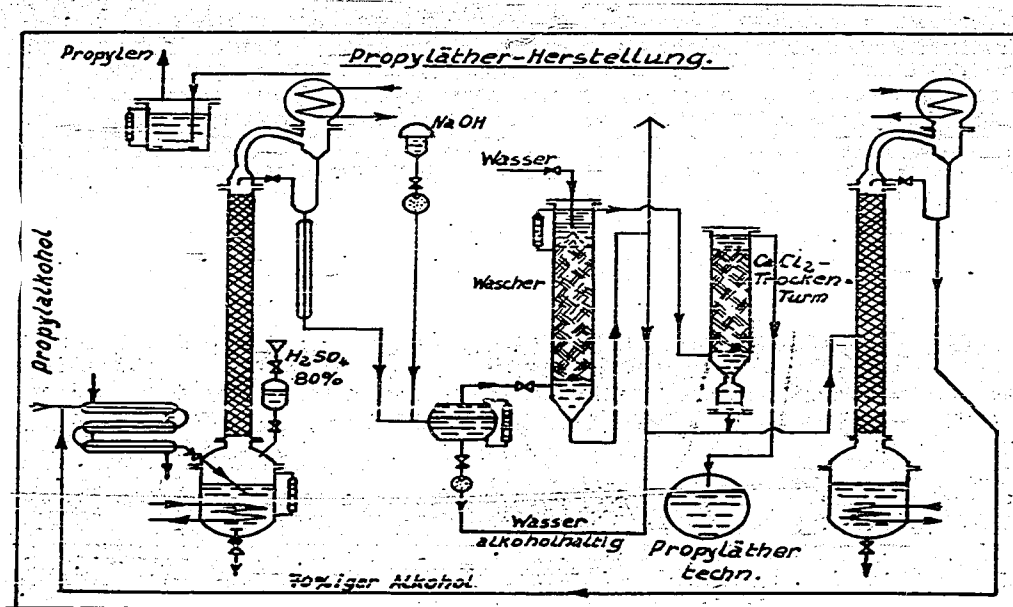 Propyläther-Herstellung.
Propylen
NaOH
Wasser
Propylalkohol
Wascher
CaCl2-
Trocken-
Turm
H2SO4
80%
Wasser
alkoholhaltig
Propyläther
techn.
70%iger Alkohol